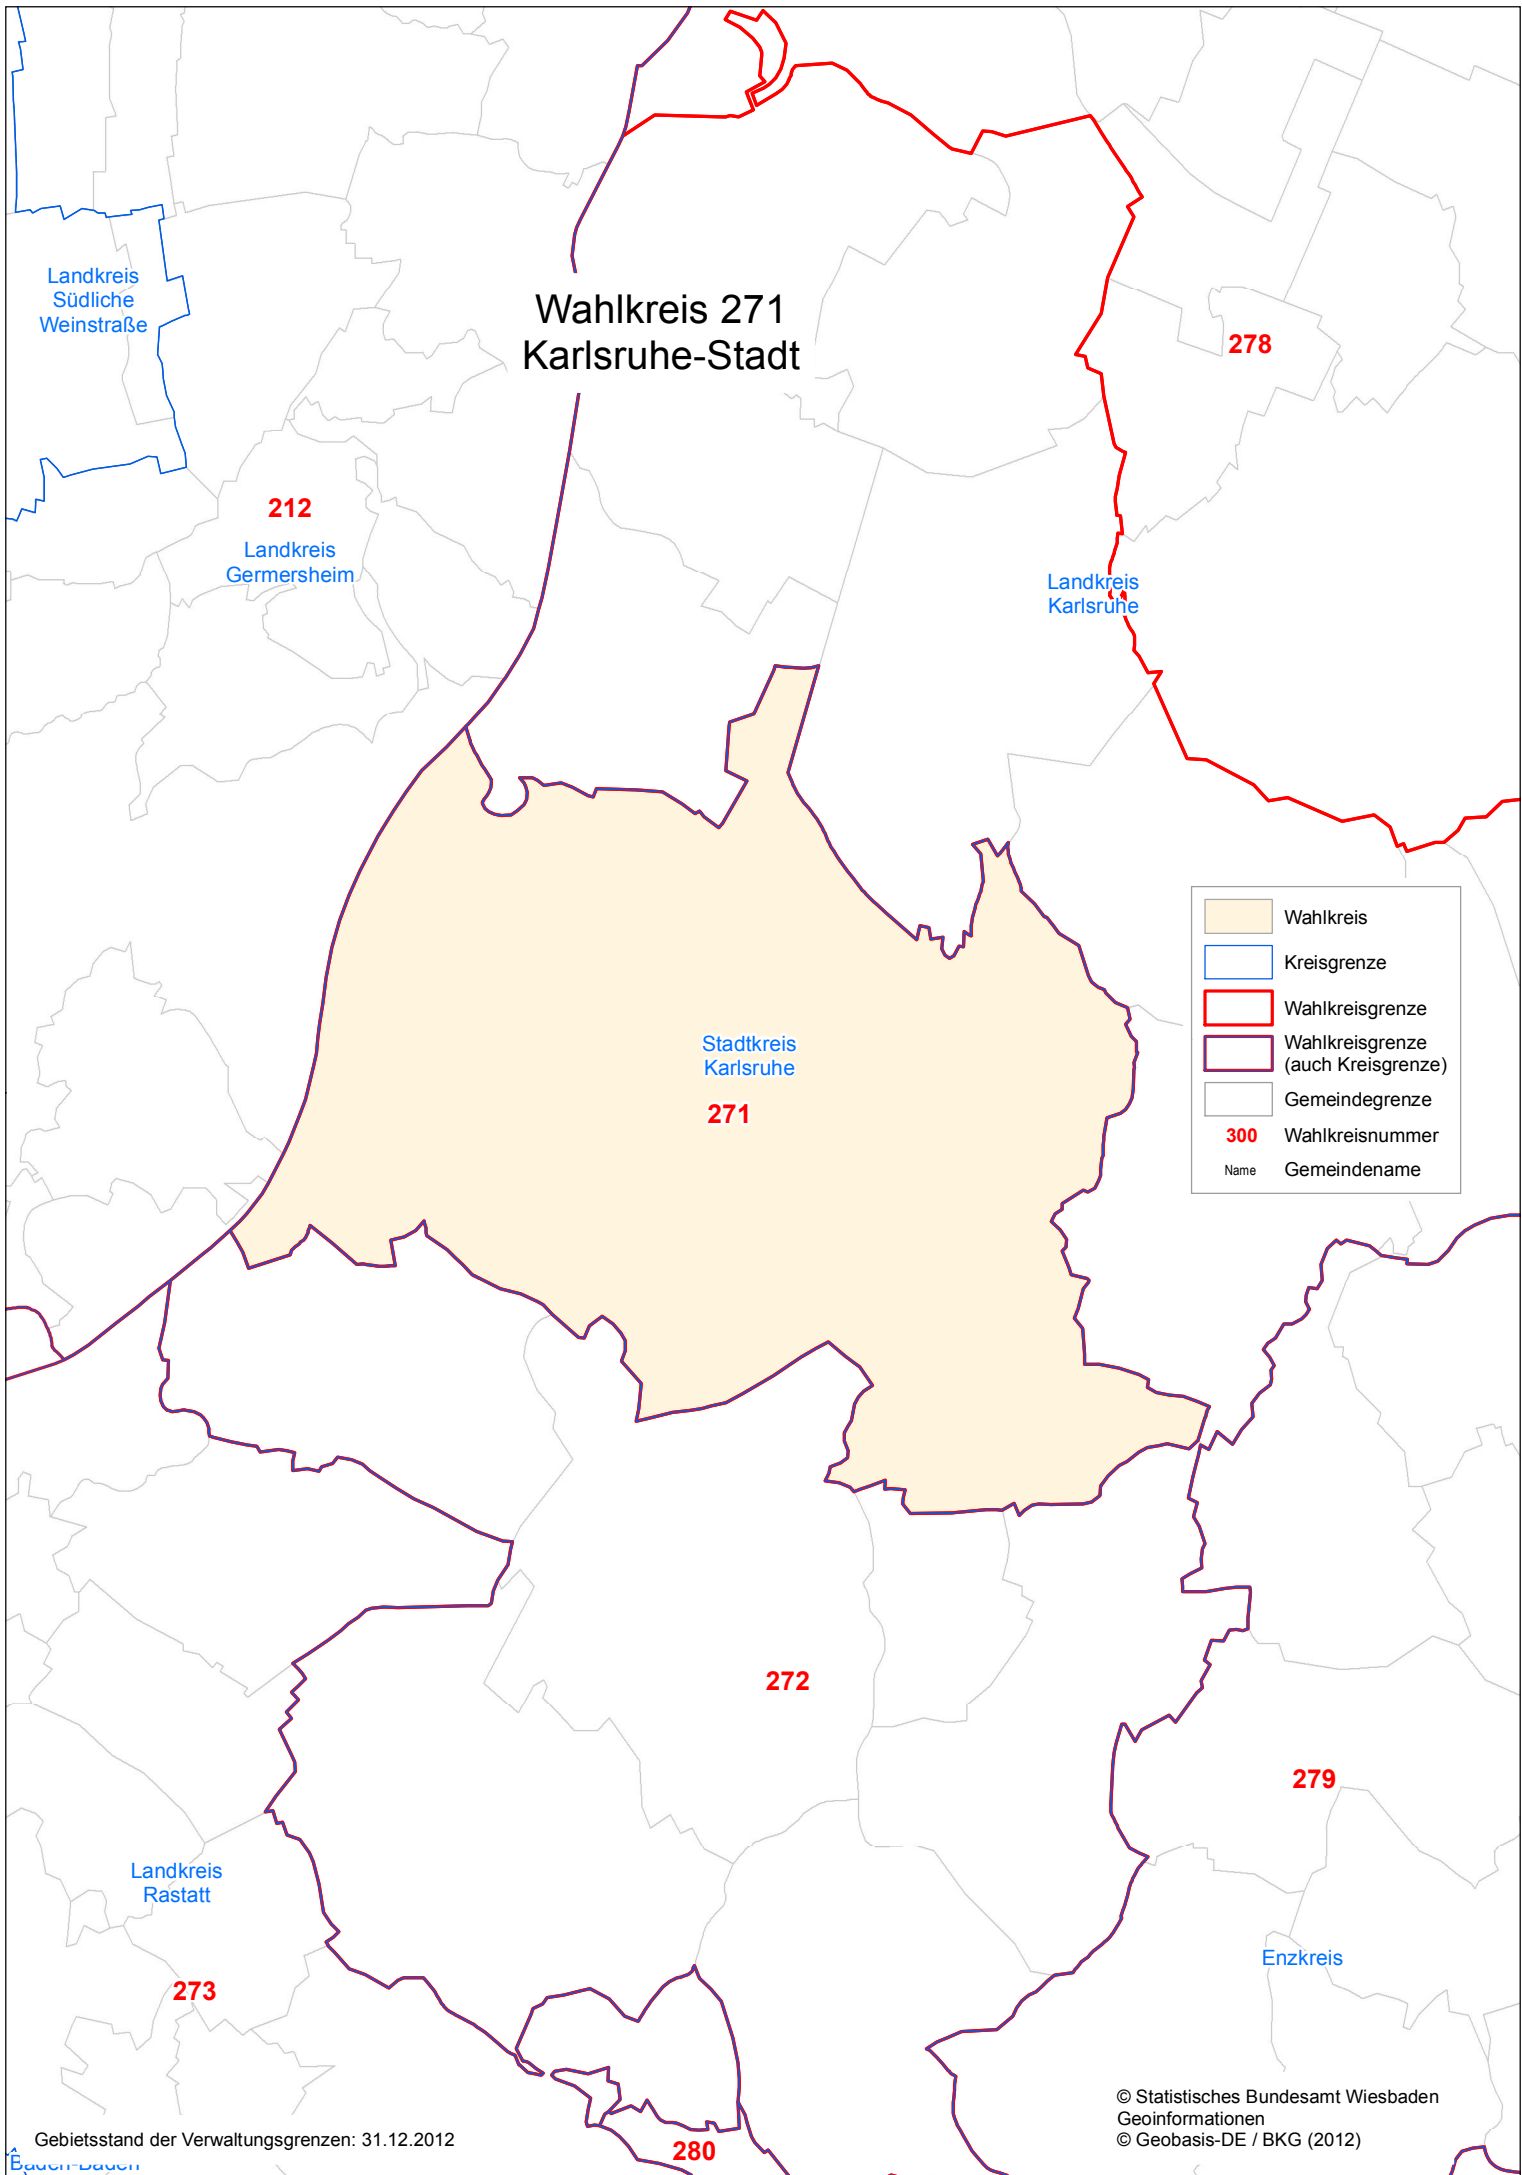 Wahlkreis 271
Karlsruhe-Stadt
Landkreis
Südliche
Weinstraße
278
212
Landkreis
Germersheim
Landkreis
Karlsruhe
Wahlkreis
Kreisgrenze
Wahlkreisgrenze
Wahlkreisgrenze
(auch Kreisgrenze)
Gemeindegrenze
300 Wahlkreisnummer
Name Gemeindename
Stadtkreis
Karlsruhe
271
272
279
Landkreis
Rastatt
273
Enzkreis
280
© Statistisches Bundesamt Wiesbaden
Geoinformationen
© Geobasis-DE / BKG (2012)
Gebietsstand der Verwaltungsgrenzen: 31.12.2012
Baden-Baden